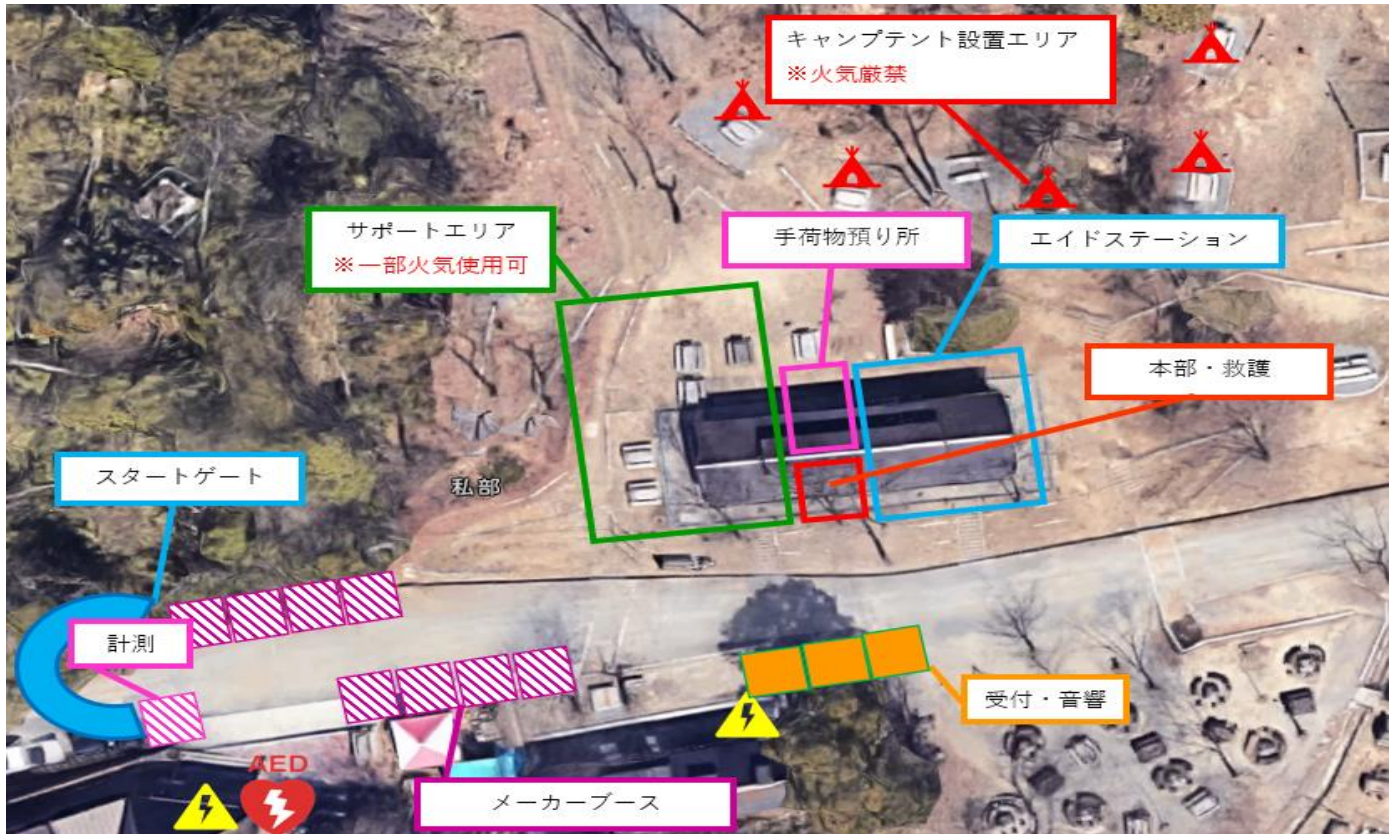 キャンプテント設置エリア
※火気厳禁
サポートエリア
※一部火気使用可
手荷物預り所
エイドステーション
本部・救護
スタートゲート
私部
計測
受付・音響
AED
メーカーブース